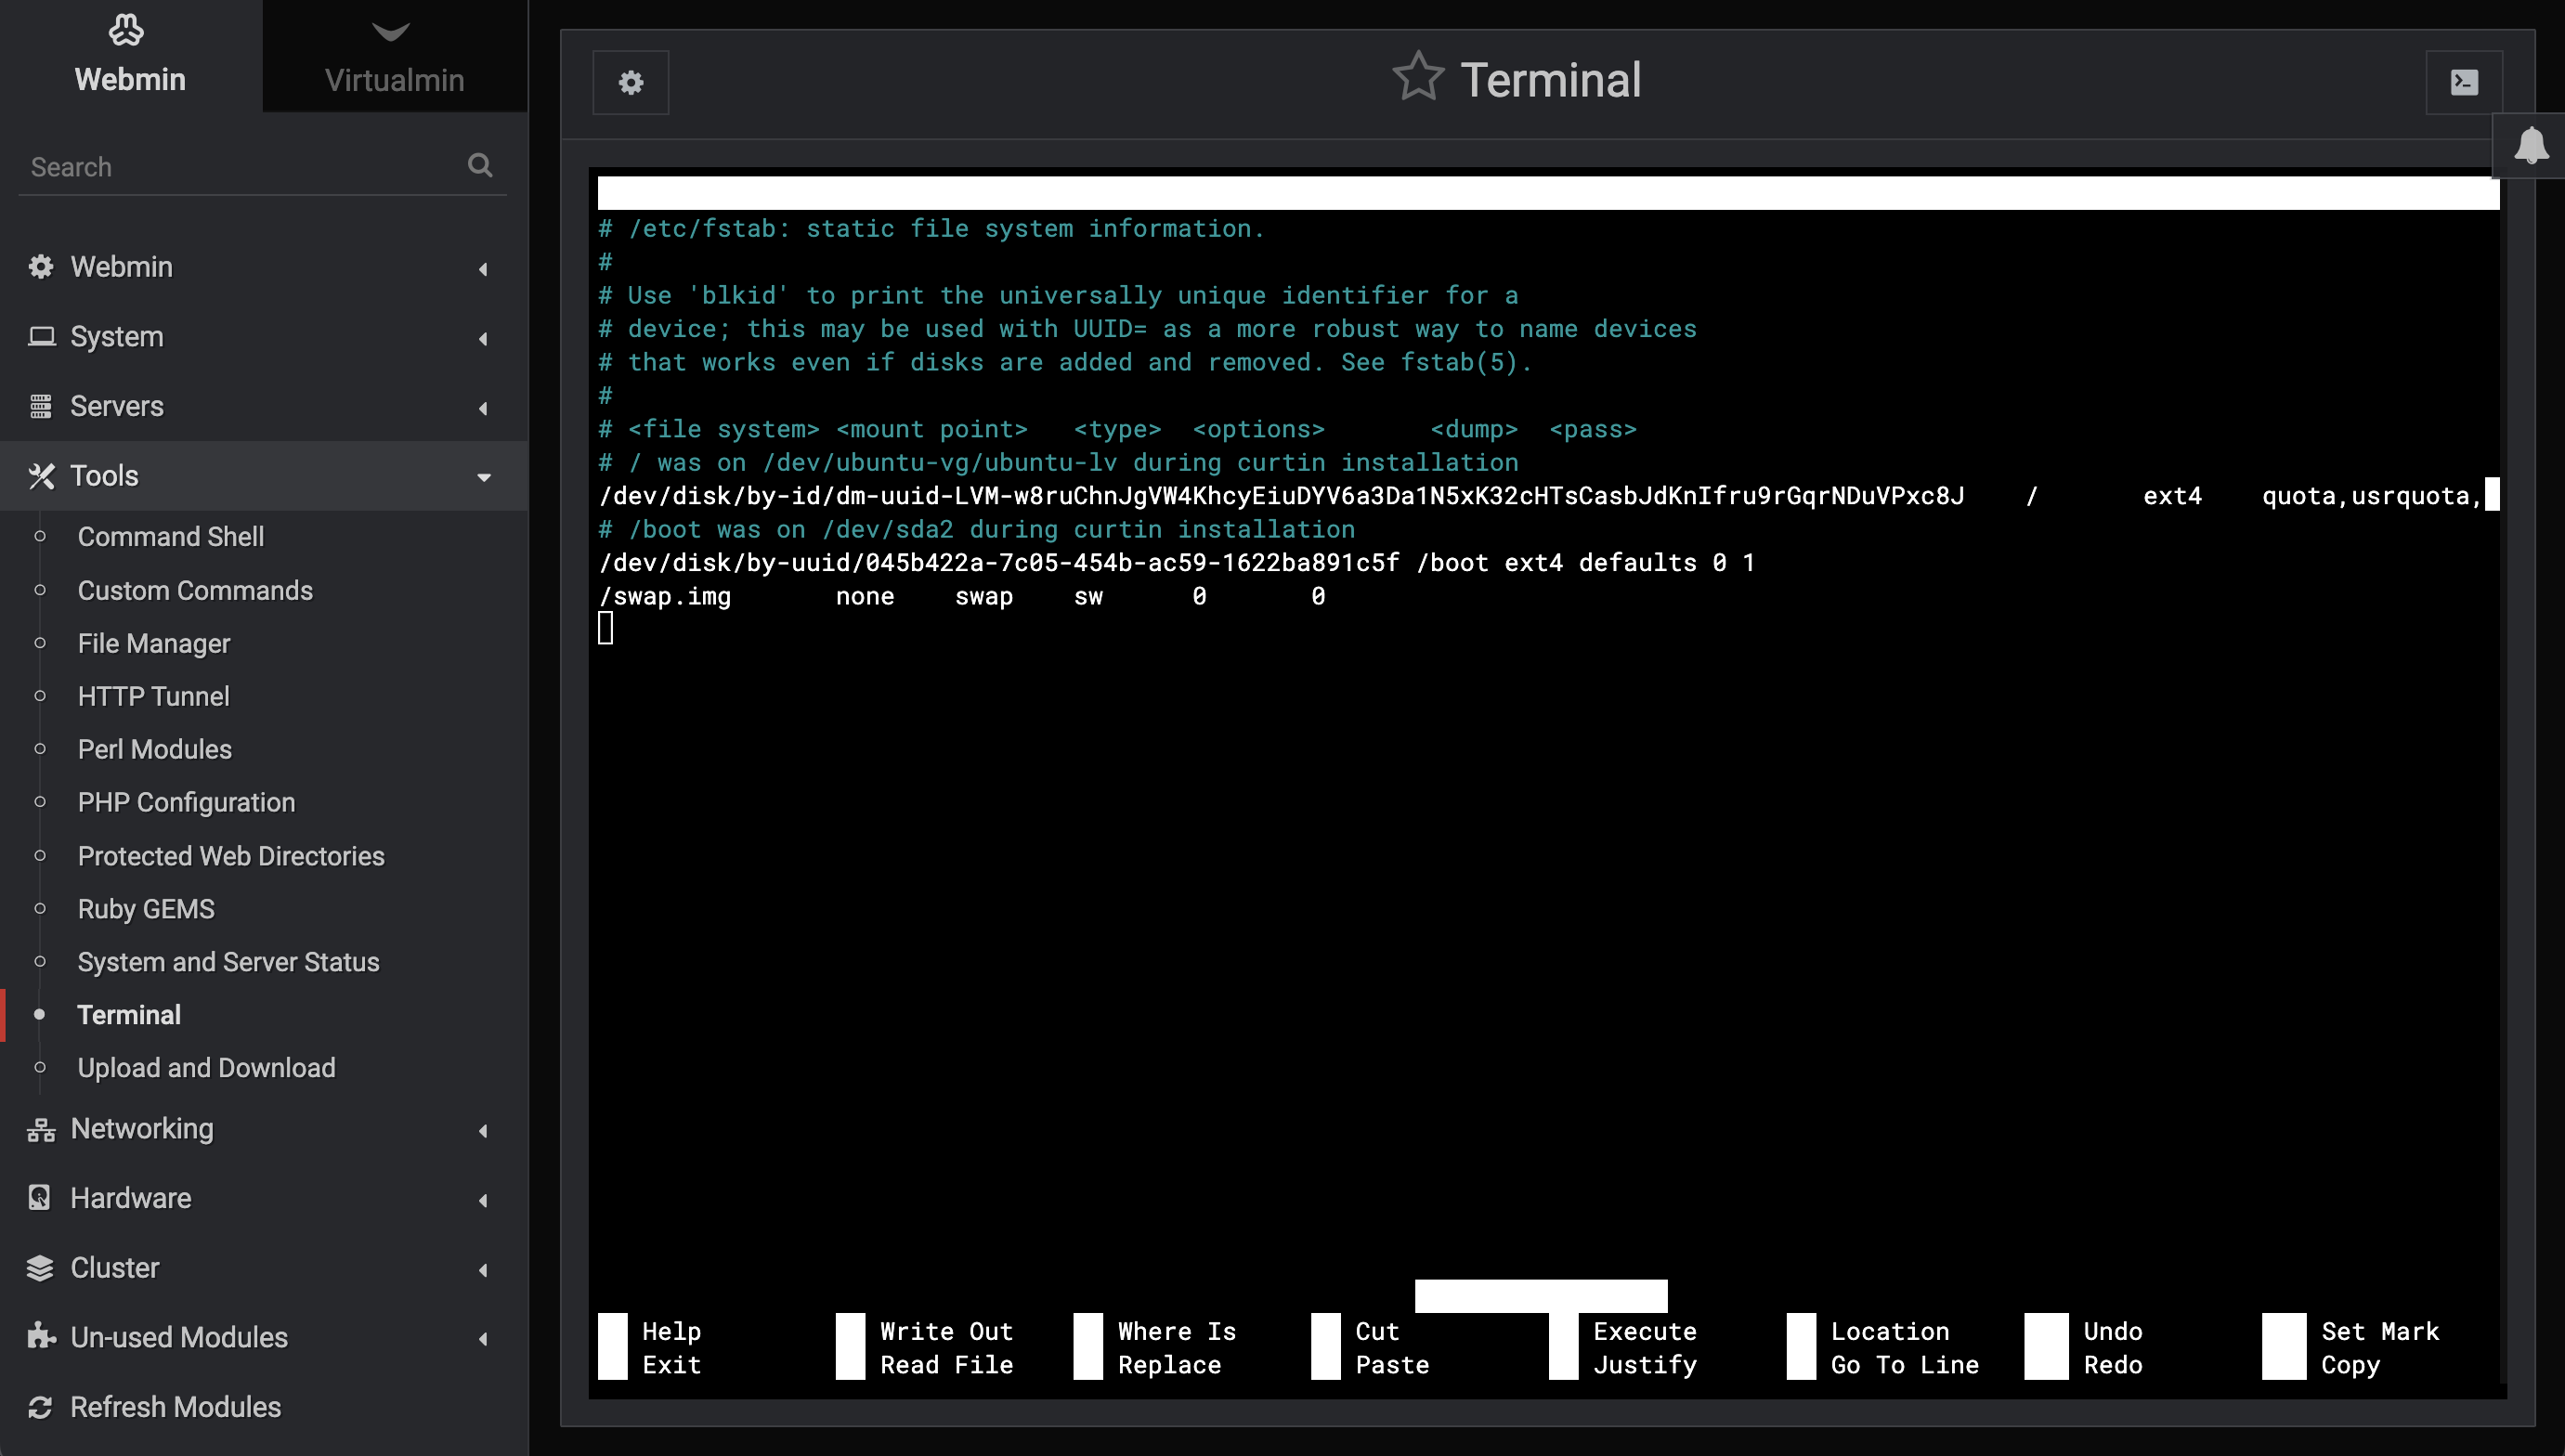 Webmin
Virtualmin
Search
Webmin
System
Servers
Tools
Command Shell
Custom Commands
File Manager
HTTP Tunnel
Perl Modules
PHP Configuration
Protected Web Directories
Ruby GEMS
System and Server Status
Terminal
Upload and Download
Networking
Hardware
Cluster
Un-used Modules
Refresh Modules
Terminal
# /etc/fstab: static file system information.
#
# Use 'blkid' to print the universally unique identifier for a
# device; this may be used with UUID= as a more robust way to name devices
# that works even if disks are added and removed. See fstab(5).
#
# <file system> <mount point>   <type>  <options>       <dump>  <pass>
# / was on /dev/ubuntu-vg/ubuntu-lv during curtin installation
/dev/disk/by-id/dm-uuid-LVM-w8ruChnJgVW4KhcyEiuDYV6a3Da1N5xK32cHTsCasbJdKnIfru9rGqrNDuVPxc8J    /       ext4    quota,usrquota,
# /boot was on /dev/sda2 during curtin installation
/dev/disk/by-uuid/045b422a-7c05-454b-ac59-1622ba891c5f /boot ext4 defaults 0 1
/swap.img       none    swap    sw      0       0
Help Write Out Where Is Cut Execute Location Undo Set Mark
Exit Read File Replace Paste Justify Go To Line Redo Copy